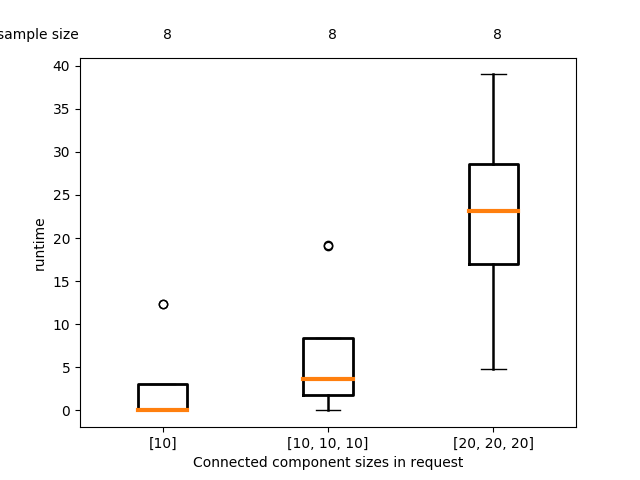 sample size 8 8 8
40
35
30
25
20
15
10
5
0
runtime
[10] [10, 10, 10] [20, 20, 20]
Connected component sizes in request